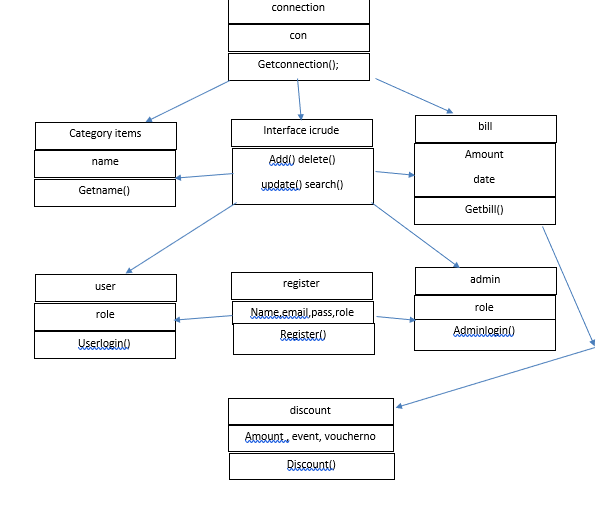 connection
con
Getconnection();
Category items
name
Getname()
Interface icrude
Add() delete()
update() search()
bill
Amount
date
Getbill()
user
role
Userlogin()
register
Name,email,pass,role
Register()
admin
role
Adminlogin()
discount
Amount , event, voucherno
Discount()